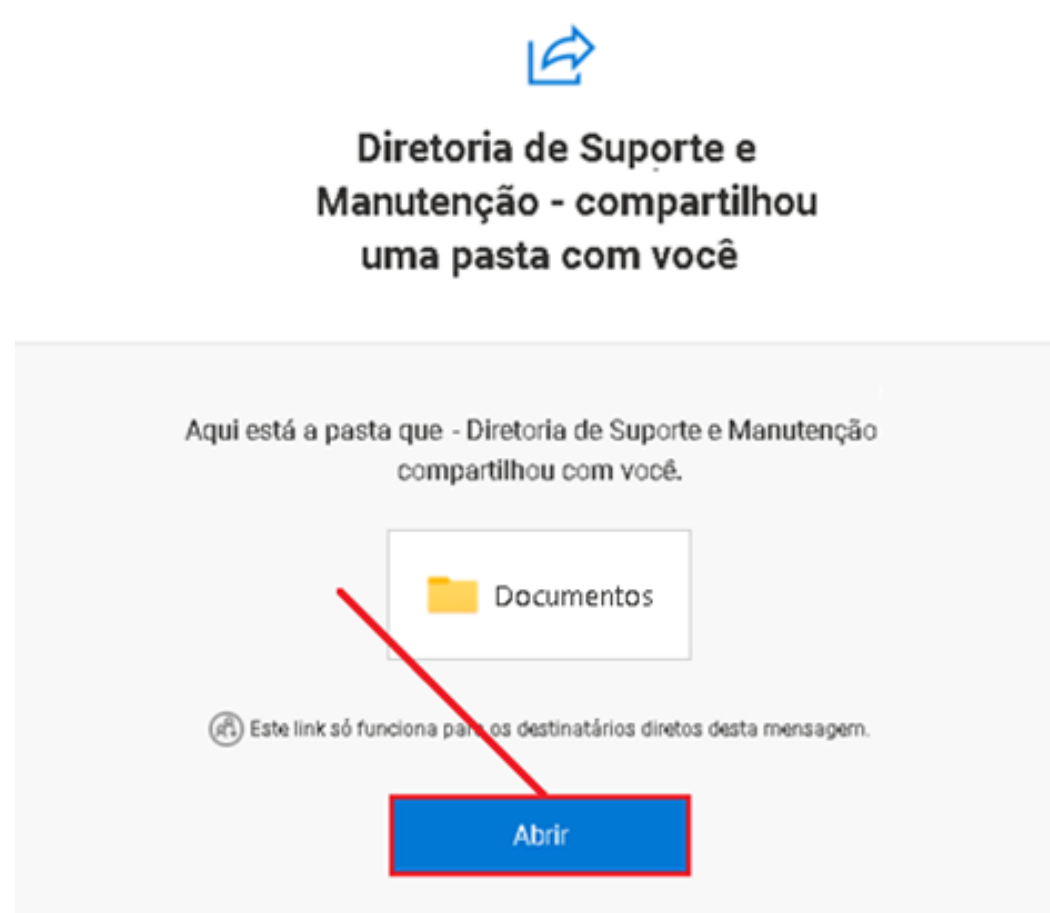 Diretoria de Suporte e
Manutenção - compartilhou
uma pasta com você
Aqui está a pasta que - Diretoria de Suporte e Manutenção
compartilhou com você.
Documentos
Este link só funciona para os destinatários diretos desta mensagem.
Abrir